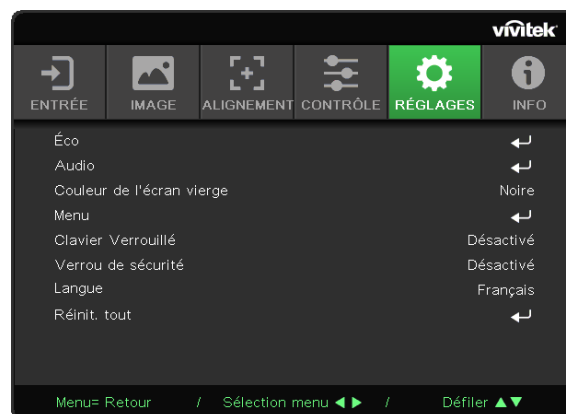 vivitek
ENTRÉE IMAGE ALIGNEMENT CONTRÔLE RÉGLAGES INFO
Éco
Audio
Couleur de l'écran vierge Noire
Menu
Clavier Verrouillé Désactivé
Verrou de sécurité Désactivé
Langue Français
Réinit. tout
Menu= Retour / Sélection menu ◀ ▶ / Défiler ▲▼